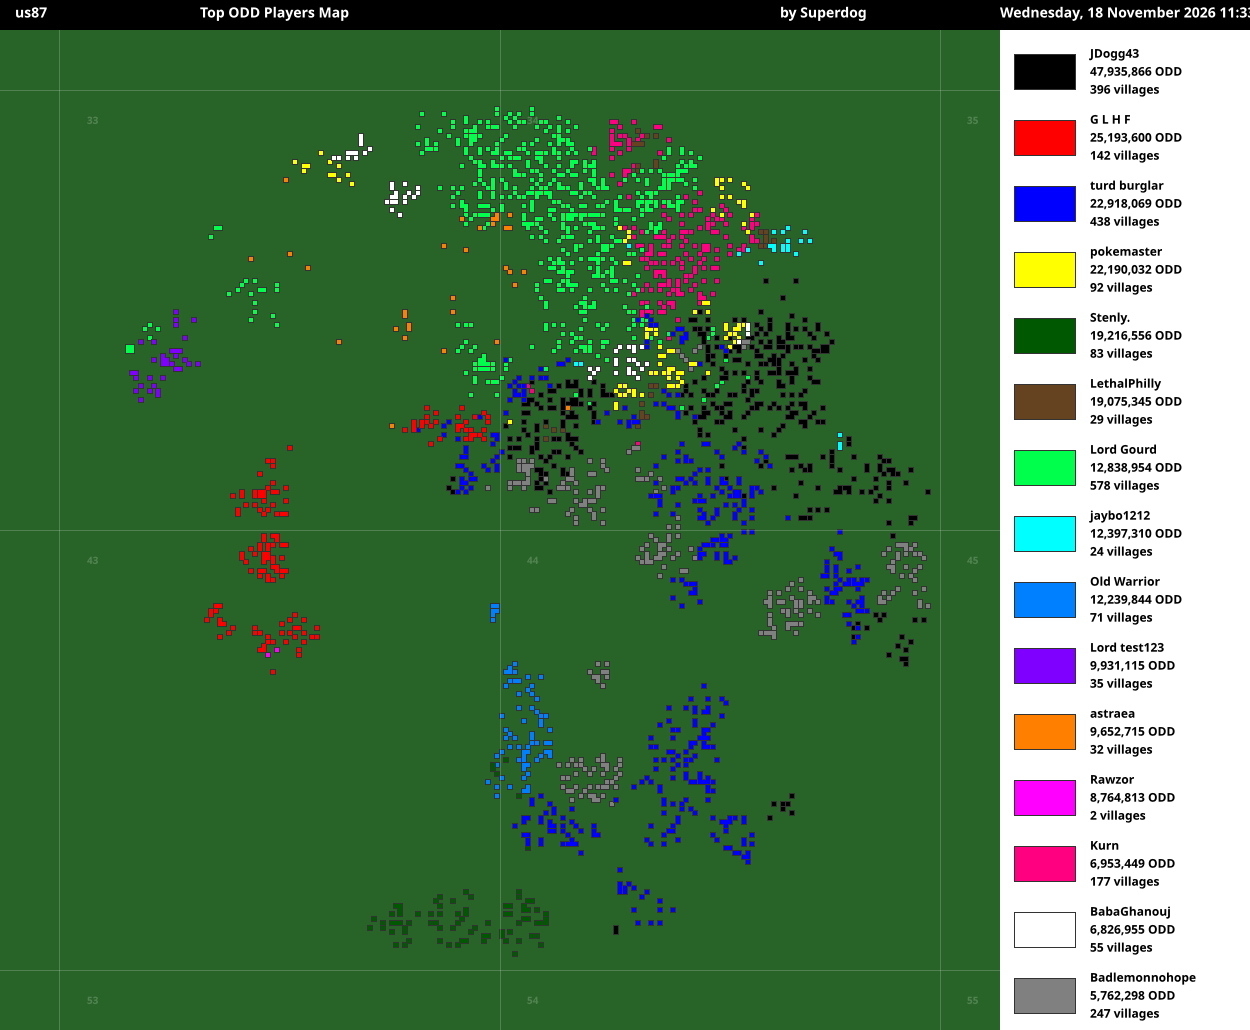 us87
Top ODD Players Map
by Superdog
Wednesday, 18 November 2026 11:33
JDogg43
47,935,866 ODD
396 villages
G L H F
25,193,600 ODD
142 villages
turd burglar
22,918,069 ODD
438 villages
pokemaster
22,190,032 ODD
92 villages
Stenly.
19,216,556 ODD
83 villages
LethalPhilly
19,075,345 ODD
29 villages
Lord Gourd
12,838,954 ODD
578 villages
jaybo1212
12,397,310 ODD
24 villages
Old Warrior
12,239,844 ODD
71 villages
Lord test123
9,931,115 ODD
35 villages
astraea
9,652,715 ODD
32 villages
Rawzor
8,764,813 ODD
2 villages
Kurn
6,953,449 ODD
177 villages
BabaGhanouj
6,826,955 ODD
55 villages
Badlemonnohope
5,762,298 ODD
247 villages
33
34
35
43
44
45
53
54
55